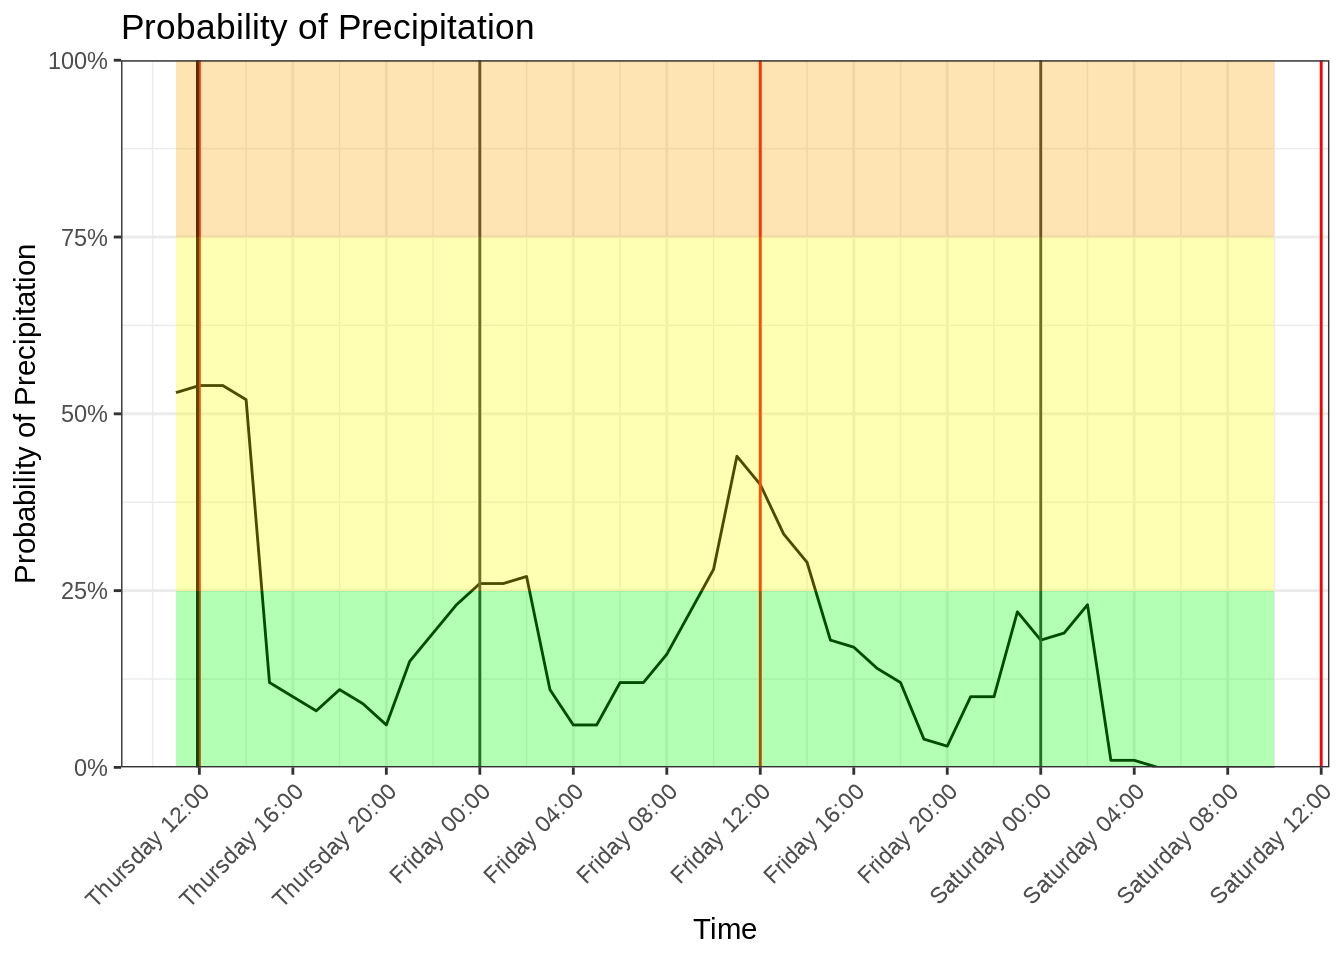 Probability of Precipitation
Probability of Precipitation
100%
75%
50%
25%
0%
Thursday 12:00
Thursday 16:00
Thursday 20:00
Friday 00:00
Friday 04:00
Friday 08:00
Friday 12:00
Friday 16:00
Friday 20:00
Saturday 00:00
Saturday 04:00
Saturday 08:00
Saturday 12:00
Time